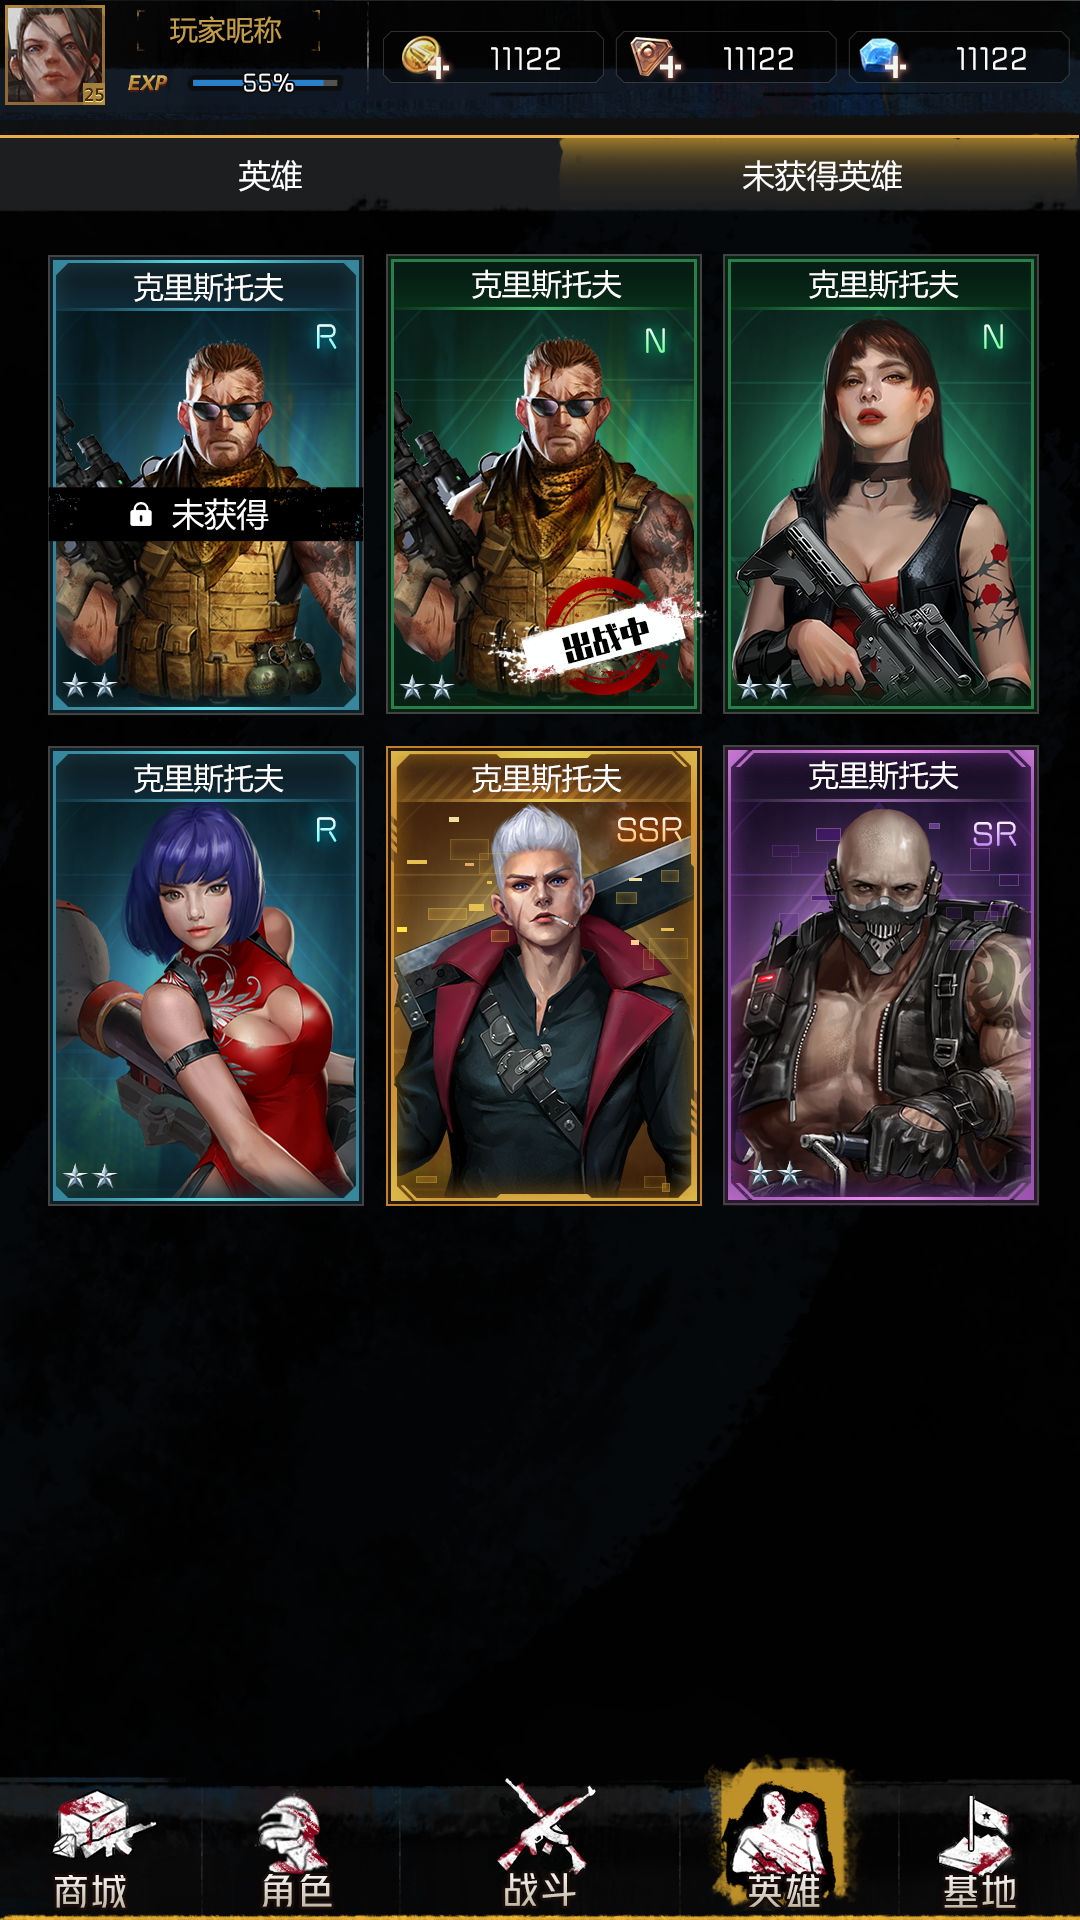 玩家昵称
25
EXP
55%
11122
11122
11122
英雄
未获得英雄
克里斯托夫
R
未获得
克里斯托夫
N
出战中
克里斯托夫
N
克里斯托夫
R
克里斯托夫
SSR
克里斯托夫
SR
商城
角色
战斗
英雄
基地